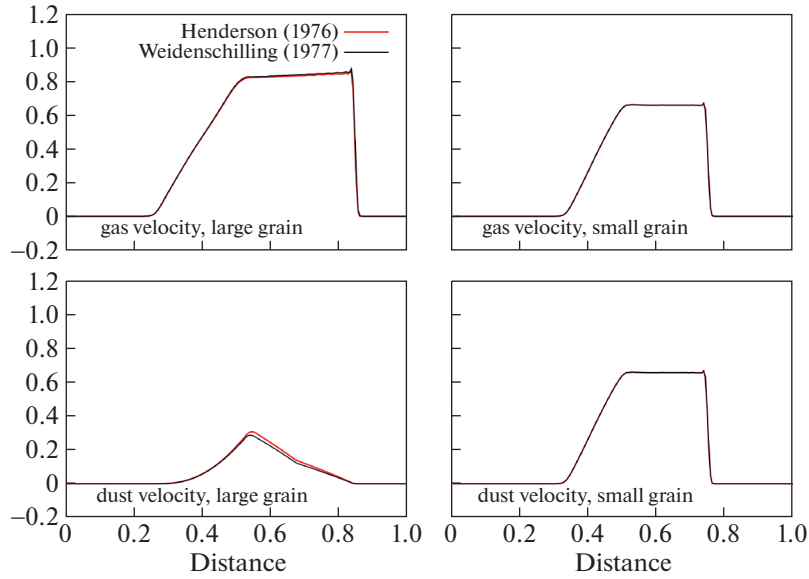 1.2
1.0
0.8
0.6
0.4
0.2
0
−0.2
Henderson (1976)
Weidenschilling (1977)
gas velocity, large grain
gas velocity, small grain
1.2
1.0
0.8
0.6
0.4
0.2
0
−0.2
dust velocity, large grain
dust velocity, small grain
0 0.2 0.4 0.6 0.8 1.0
0 0.2 0.4 0.6 0.8 1.0
Distance
Distance